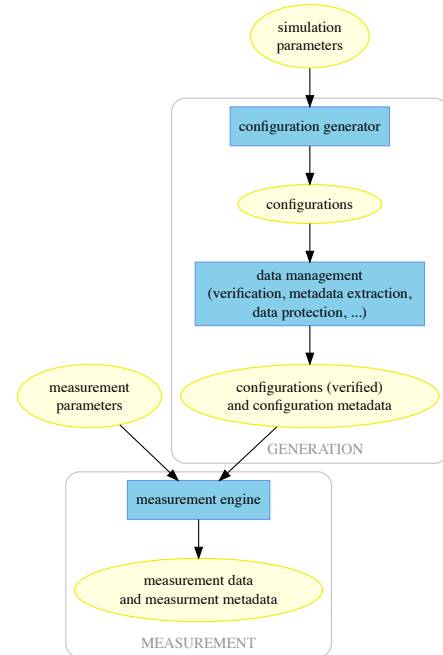 simulation
parameters
configuration generator
configurations
data management
(verification, metadata extraction,
data protection, ...)
measurement
parameters
configurations (verified)
and configuration metadata
GENERATION
measurement engine
measurement data
and measurment metadata
MEASUREMENT